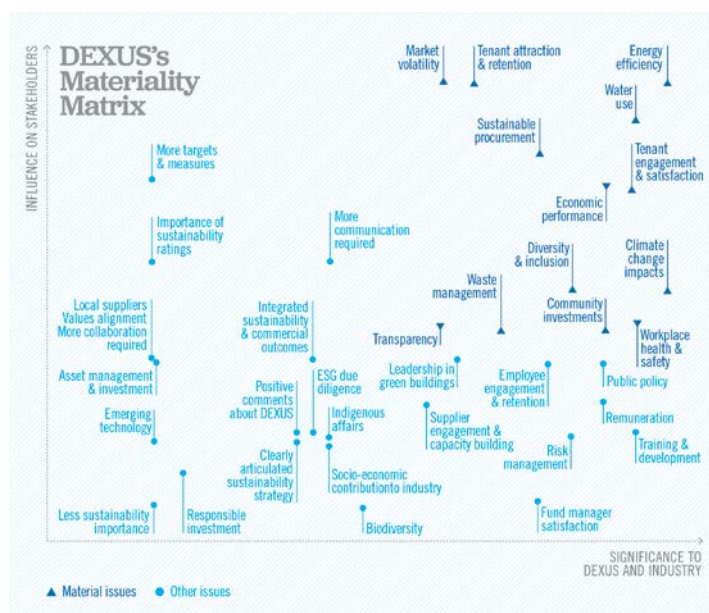 DEXUS's
Materiality
Matrix
INFLUENCE ON STAKEHOLDERS
Market
volatility
Tenant attraction
& retention
Energy
efficiency
Water
use
Sustainable
procurement
Tenant
engagement
& satisfaction
More targets
& measures
Economic
performance
Importance of
sustainability
ratings
More
communication
required
Diversity
& inclusion
Climate
change
impacts
Waste
management
Local suppliers
Values alignment
More collaboration
required
Integrated
sustainability
& commercial
outcomes
Community
investments
Transparency
Workplace
health &
safety
Asset management
& investment
Positive
comments
about DEXUS
ESG due
diligence
Leadership in
green buildings
Employee
engagement
& retention
Public policy
Emerging
technology
Indigenous
affairs
Supplier
engagement &
capacity building
Remuneration
Clearly
articulated
sustainability
strategy
Socio-economic
contributionto industry
Risk
management
Training &
development
Less sustainability
importance
Responsible
investment
Biodiversity
Fund manager
satisfaction
SIGNIFICANCE TO
DEXUS AND INDUSTRY
Material issues
Other issues